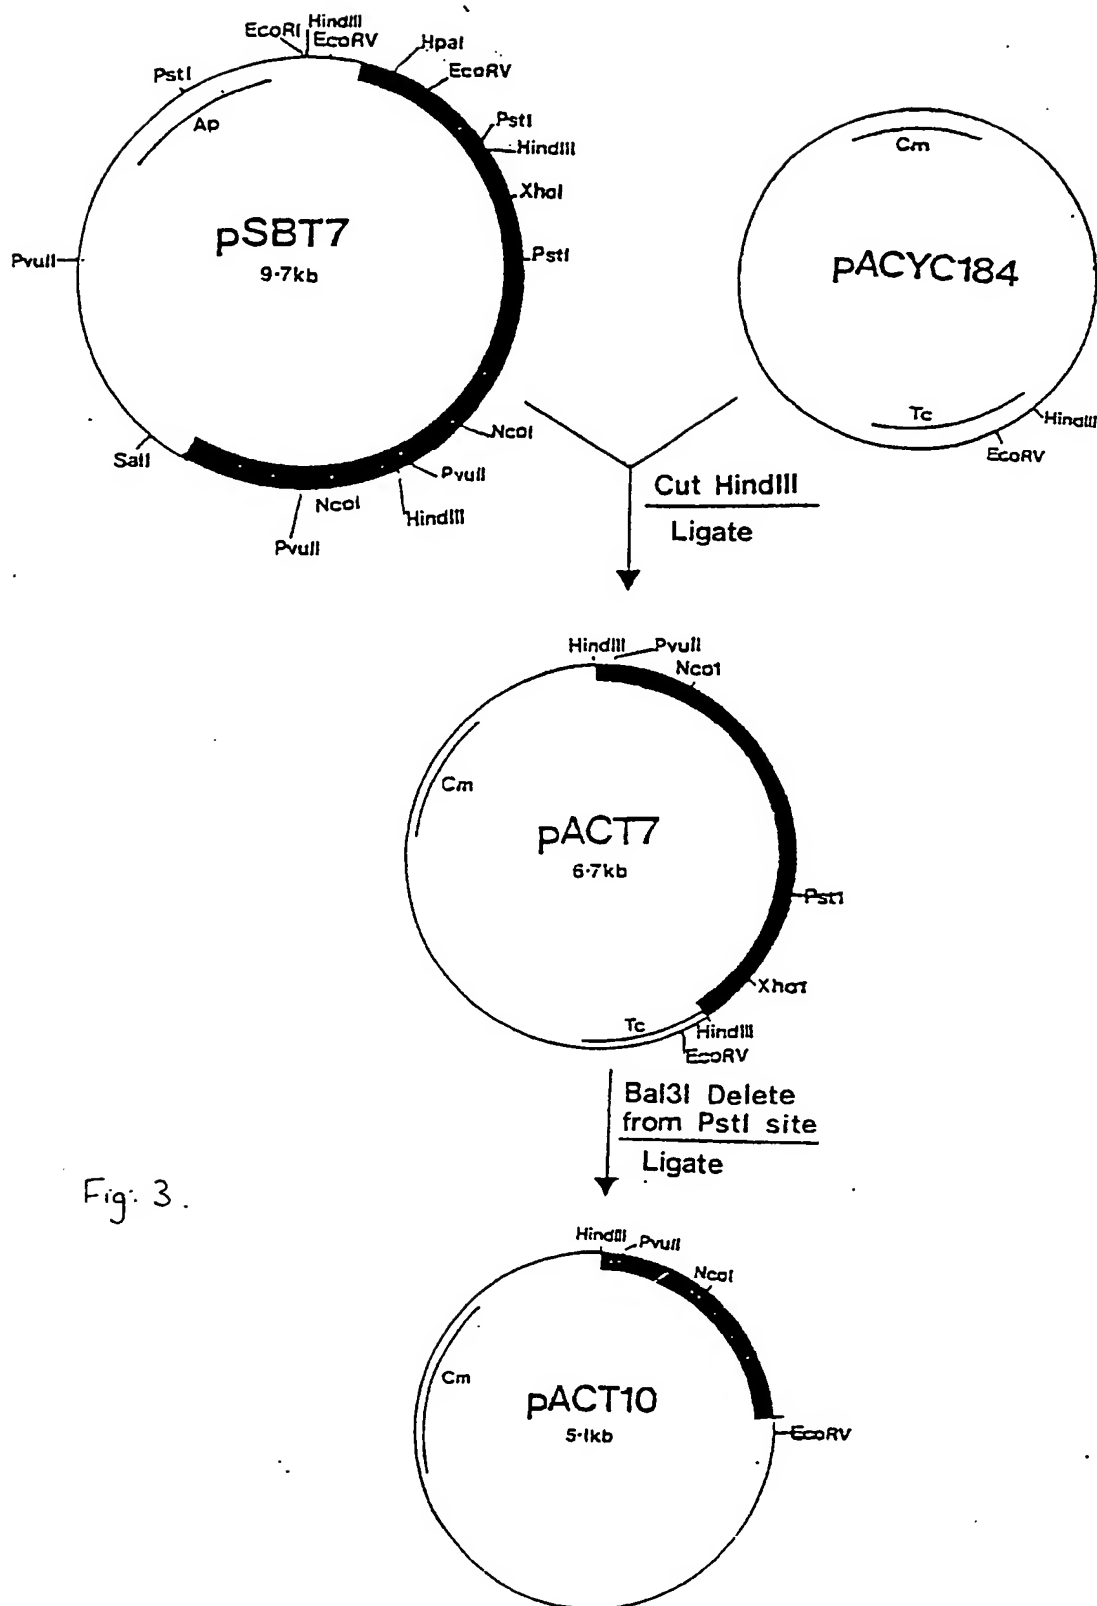 EcoRI
HindIII
EcoRV
HpaI
EcoRV
PstI
Ap
PstI
HindIII
XhoI
PstI
pSBT7
9·7kb
PvuII
SalI
NcoI
PvuII
HindIII
NcoI
PvuII
Cm
pACYC184
Tc
HindIII
EcoRV
Cut HindIII
Ligate
HindIII
PvuII
NcoI
Cm
pACT7
6·7kb
PstI
XhoI
Tc
HindIII
EcoRV
Bal31 Delete
from PstI site
Ligate
Fig: 3.
HindIII
PvuII
NcoI
Cm
pACT10
5·1kb
EcoRV